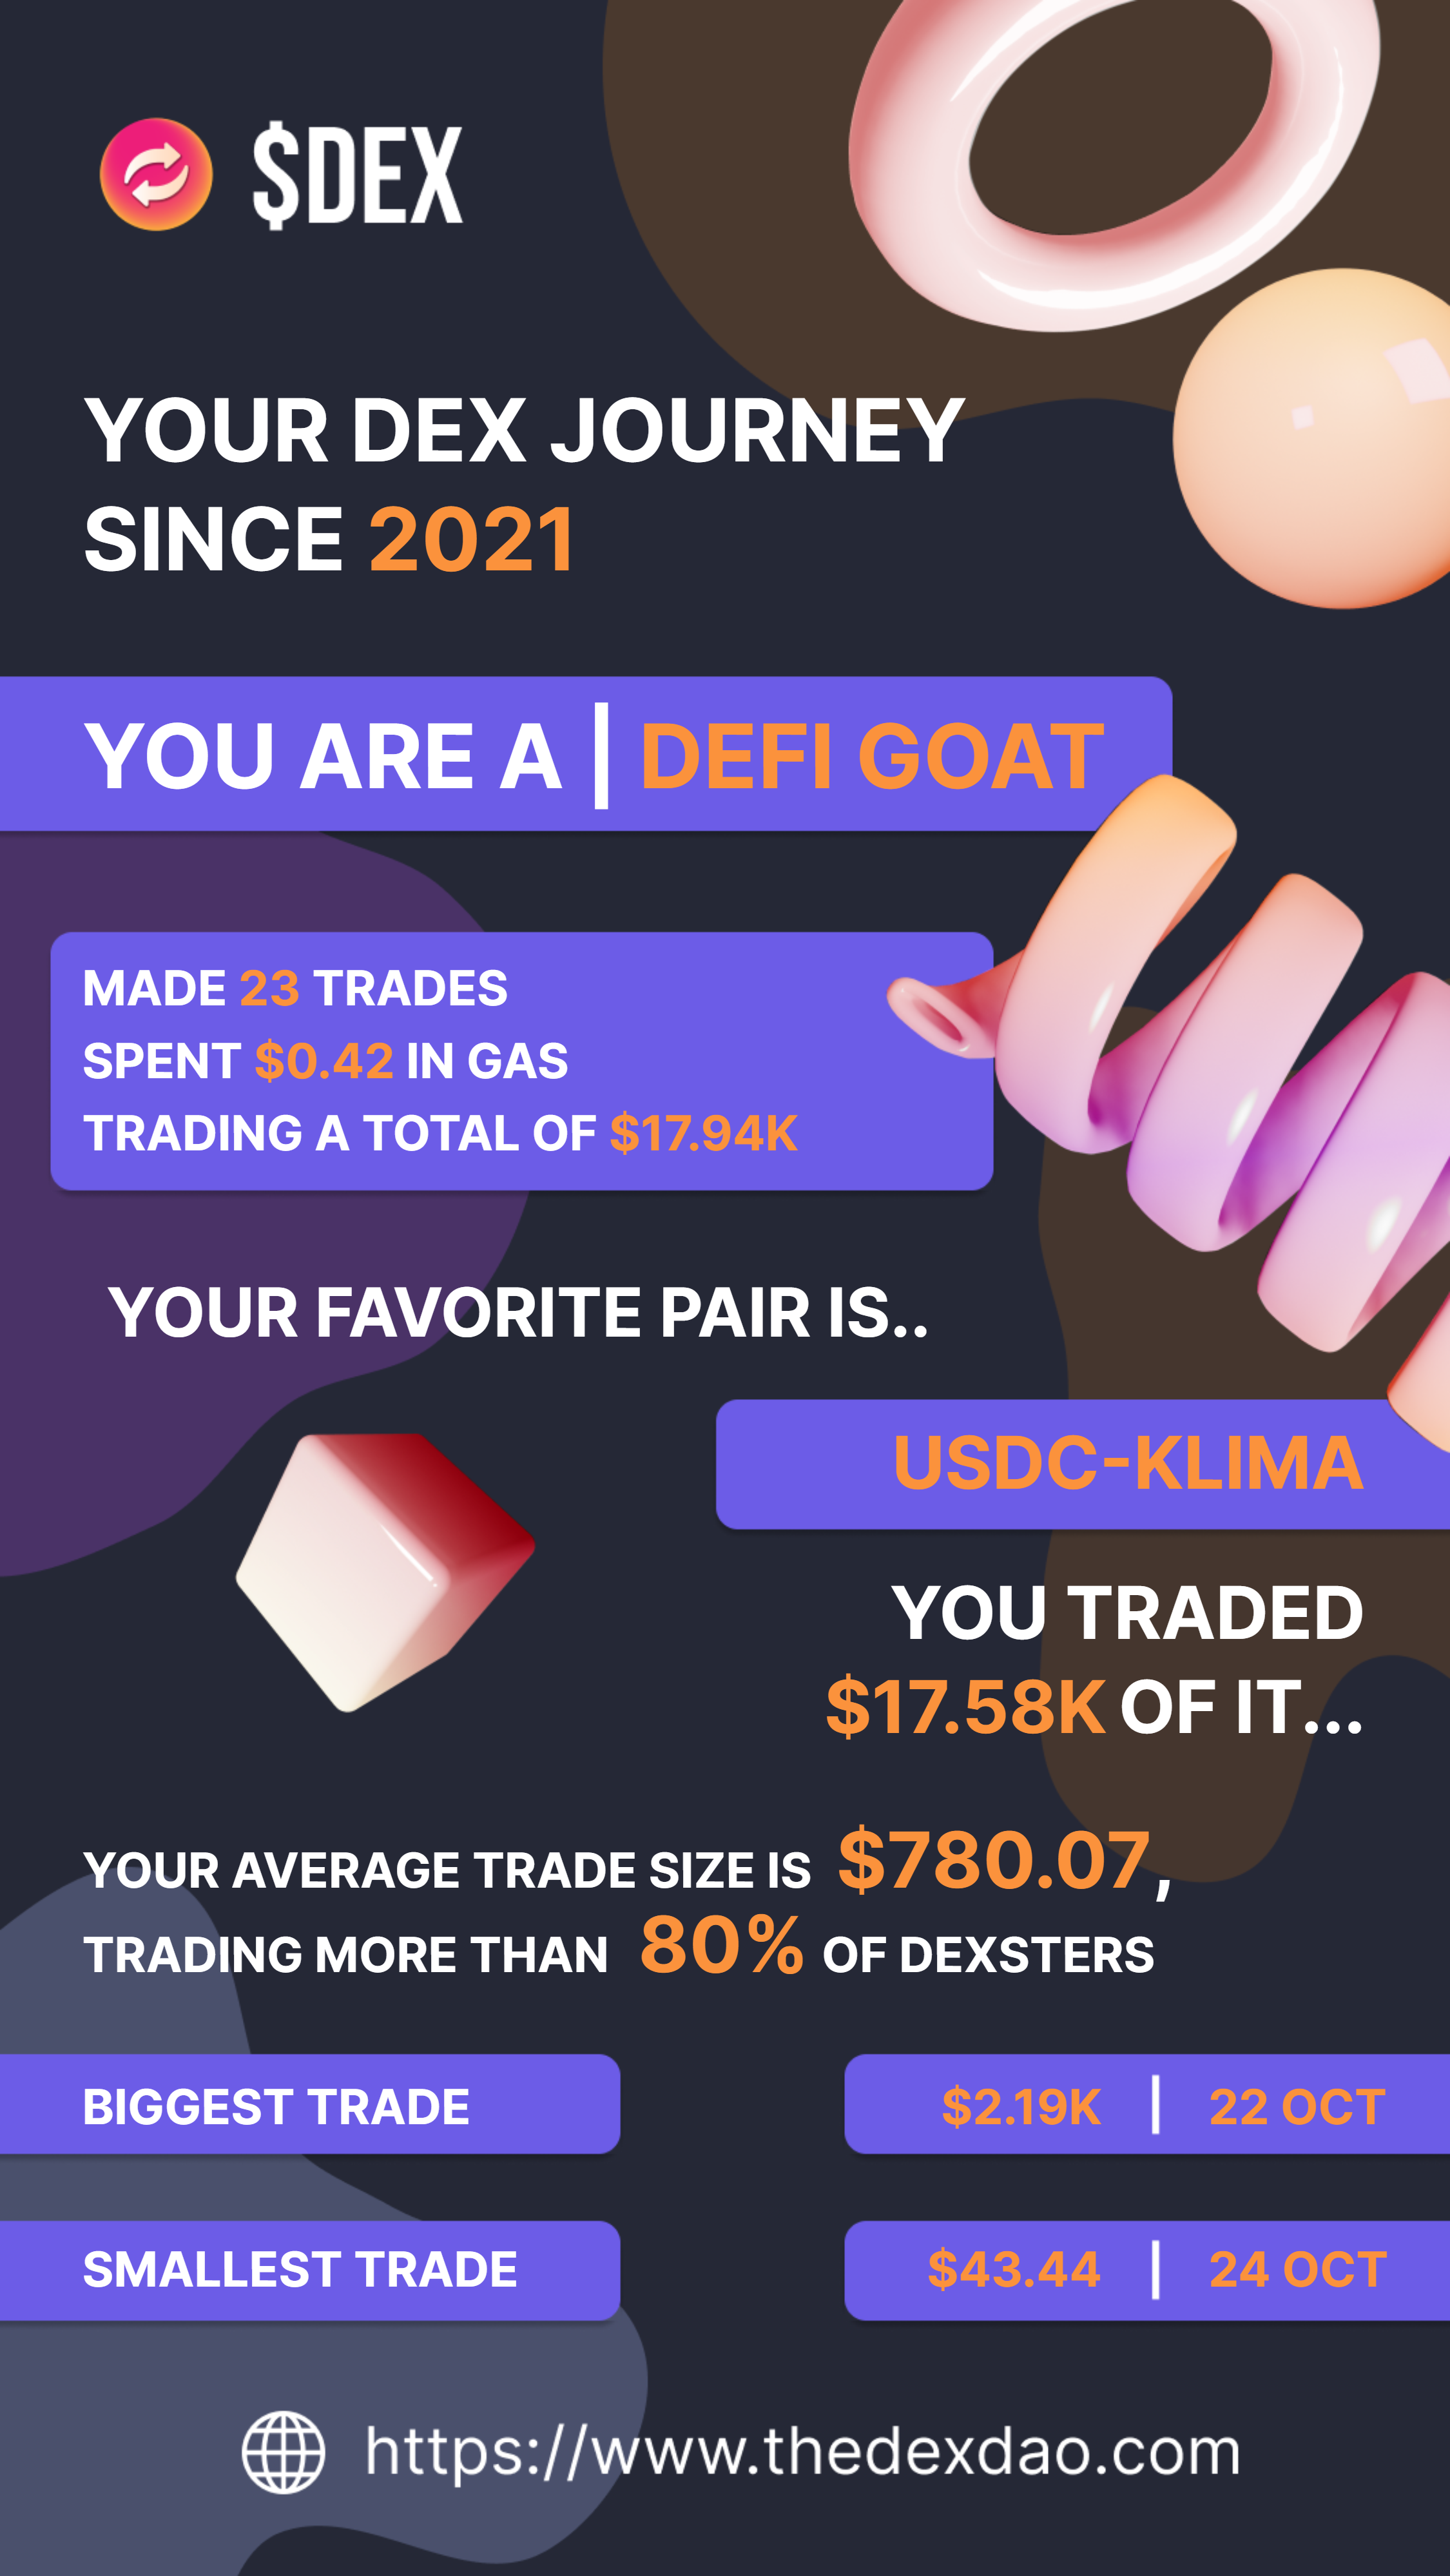 $DEX
YOUR DEX JOURNEY
SINCE 2021
YOU ARE A | DEFI GOAT
MADE 23 TRADES
SPENT $0.42 IN GAS
TRADING A TOTAL OF $17.94K
YOUR FAVORITE PAIR IS..
USDC-KLIMA
YOU TRADED
$17.58K OF IT...
YOUR AVERAGE TRADE SIZE IS $780.07,
TRADING MORE THAN 80% OF DEXSTERS
BIGGEST TRADE $2.19K | 22 OCT
SMALLEST TRADE $43.44 | 24 OCT
https://www.thedexdao.com